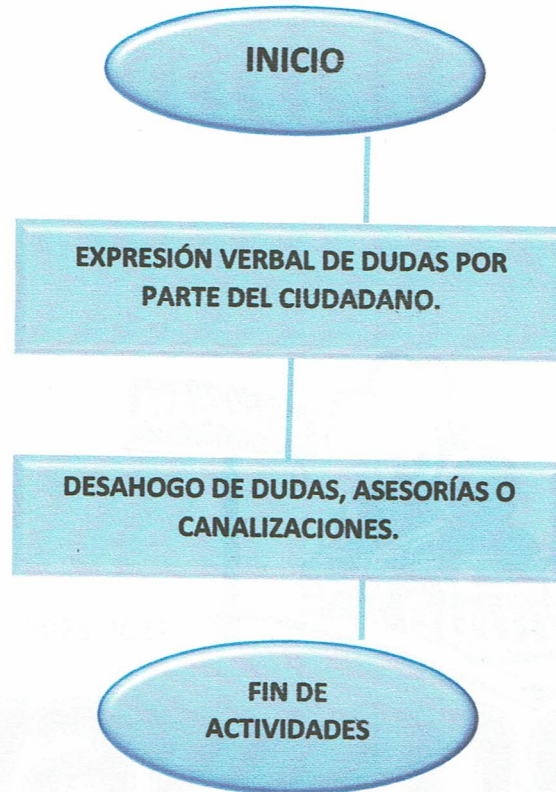 INICIO
EXPRESIÓN VERBAL DE DUDAS POR
PARTE DEL CIUDADANO.
DESAHOGO DE DUDAS, ASESORÍAS O
CANALIZACIONES.
FIN DE
ACTIVIDADES